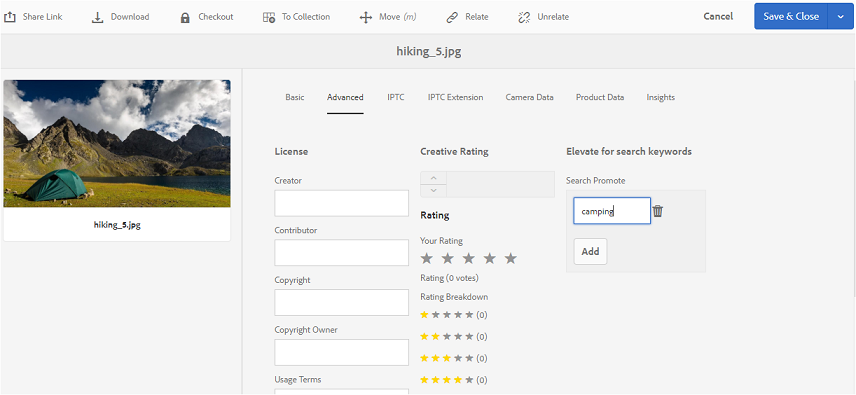 Share Link Download Checkout To Collection Move (m) Relate Unrelate Cancel Save & Close
hiking_5.jpg
Basic Advanced IPTC IPTC Extension Camera Data Product Data Insights
hiking_5.jpg
License
Creator
Contributor
Copyright
Copyright Owner
Usage Terms
Creative Rating
Rating
Your Rating
Rating (0 votes)
Rating Breakdown
(0)
(0)
(0)
(0)
Elevate for search keywords
Search Promote
camping
Add